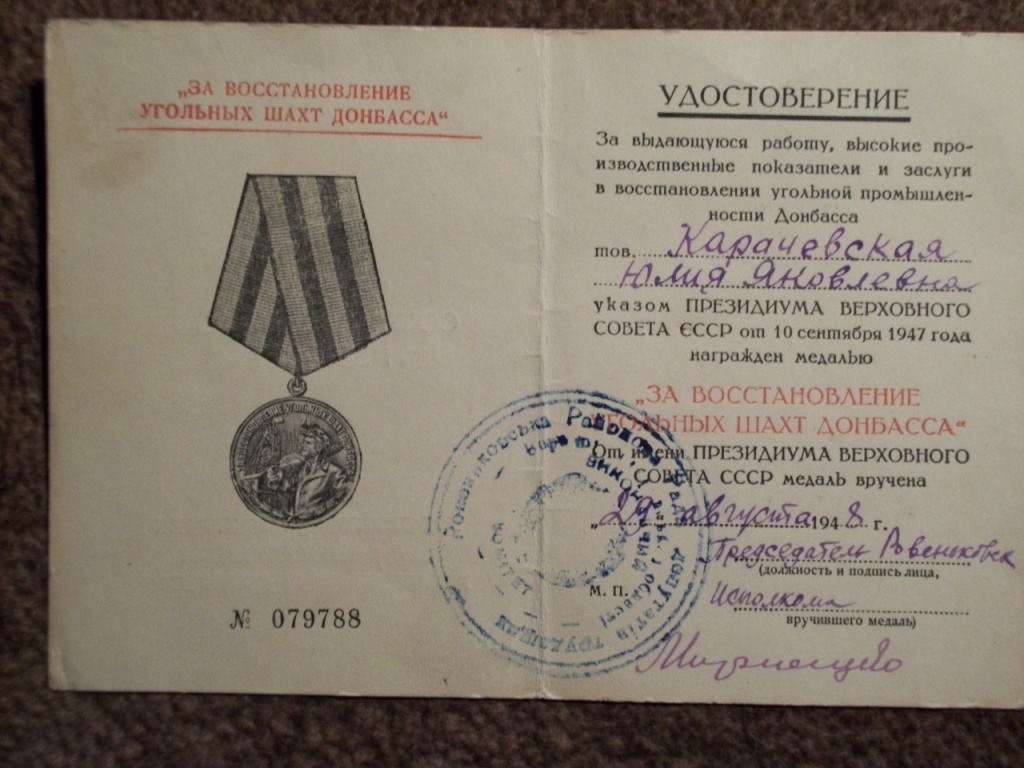 „ЗА ВОССТАНОВЛЕНИЕ
УГОЛЬНЫХ ШАХТ ДОНБАССА“
№ 079788
УДОСТОВЕРЕНИЕ
За выдающуюся работу, высокие про-
изводственные показатели и заслуги
в восстановлении угольной промышлен-
ности Донбасса
тов. Карачевская
Юлия Яковлевна
указом ПРЕЗИДИУМА ВЕРХОВНОГО
СОВЕТА СССР от 10 сентября 1947 года
награжден медалью
„ЗА ВОССТАНОВЛЕНИЕ
УГОЛЬНЫХ ШАХТ ДОНБАССА“
От имени ПРЕЗИДИУМА ВЕРХОВНОГО
СОВЕТА СССР медаль вручена
„29“ августа 1948 г.
Председатель Ровеньковск
(должность и подпись лица,
М. П. Исполкома
вручившего медаль)
Рада депутатів трудящих